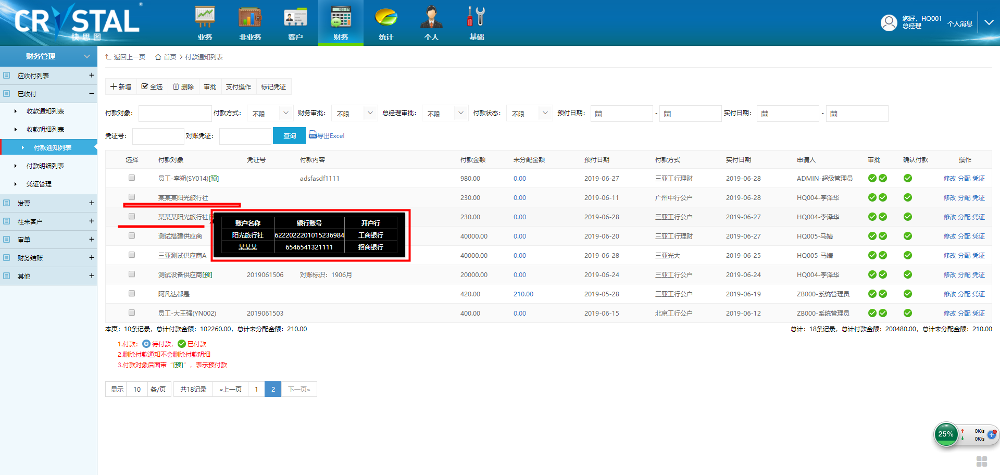 CRYSTAL®
快思图
业务 非业务 客户 财务 统计 个人 基础
您好，HQ001
总经理
个人消息
财务管理
应收付列表 +
已收付 −
收款通知列表
收款明细列表
付款通知列表
付款明细列表
凭证管理
发票 +
往来客户 +
审单 +
财务结账 +
其他 +
返回上一页 首页 > 付款通知列表
新增 全选 删除 审批 支付操作 标记凭证
付款对象： 付款方式： 不限 财务审批： 不限 总经理审批： 不限 付款状态： 不限 预付日期： - 实付日期： -
凭证号： 对账凭证： 查询 导出Excel
选择 付款对象 凭证号 付款内容 付款金额 未分配金额 预付日期 付款方式 实付日期 申请人 审批 确认付款 操作
员工-李朔(SY014)[预] adsfasdf1111 980.00 0.00 2019-06-27 三亚工行理财 2019-06-28 ADMIN-超级管理员 修改 分配 凭证
某某某阳光旅行社 230.00 0.00 2019-06-11 广州中行公户 2019-06-28 HQ004-李泽华 修改 分配 凭证
某某某阳光旅行社[ 230.00 0.00 2019-06-28 三亚工行公户 2019-06-27 HQ004-李泽华 修改 分配 凭证
账户名称 银行账号 开户行
阳光旅行社 6222022201015236984 工商银行
某某某 6546541321111 招商银行
测试搭建供应商 40000.00 0.00 2019-06-20 三亚工行理财 2019-06-27 HQ005-马婧 修改 分配 凭证
三亚测试供应商A 40000.00 0.00 2019-06-28 三亚光大 2019-06-25 HQ005-马婧 修改 分配 凭证
测试设备供应商[预] 2019061506 对账标识：1906月 20000.00 0.00 2019-06-24 三亚工行公户 2019-06-24 HQ004-李泽华 修改 分配 凭证
阿凡达都是 420.00 210.00 2019-05-28 三亚工行公户 2019-06-19 ZB000-系统管理员 修改 分配 凭证
员工-大王强(YN002) 2019061503 400.00 0.00 2019-06-15 北京工行公户 2019-06-12 ZB000-系统管理员 修改 分配 凭证
本页：10条记录，总计付款金额：102260.00，总计未分配金额：210.00
总计：18条记录，总计付款金额：200480.00，总计未分配金额：210.00
1.付款： 待付款， 已付款
2.删除付款通知不会删除付款明细
3.付款对象后面带“[预]”，表示预付款
显示 10 条/页 共18记录 «上一页 1 2 下一页»
25% 0K/s
0K/s